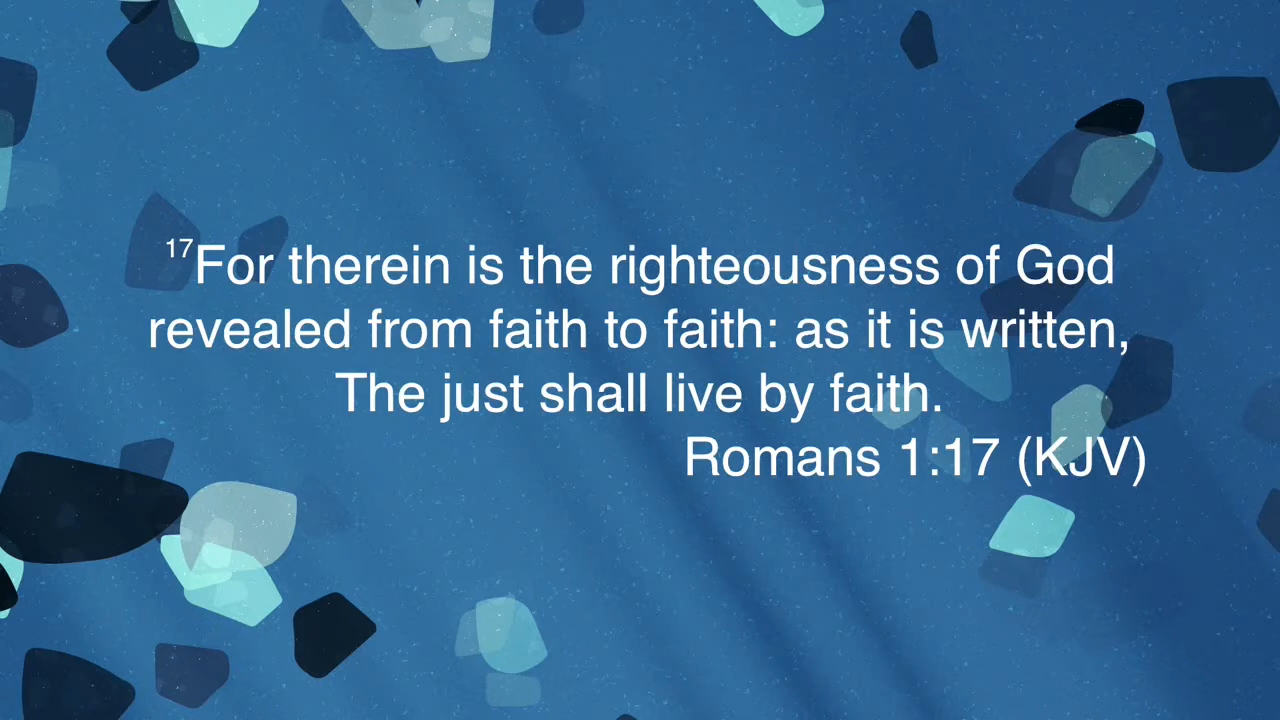 17For therein is the righteousness of God
revealed from faith to faith: as it is written,
The just shall live by faith.
Romans 1:17 (KJV)